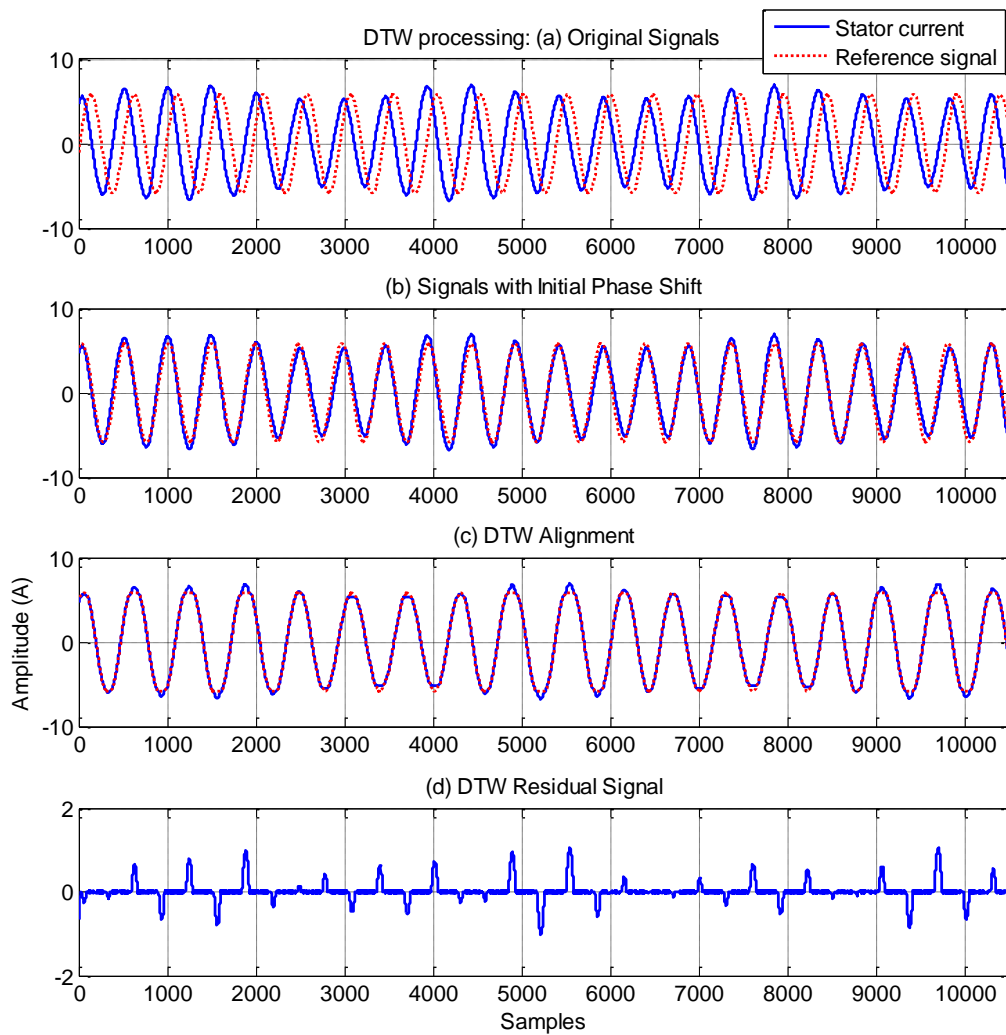 DTW processing: (a) Original Signals
Stator current
Reference signal
10
0
-10
0 1000 2000 3000 4000 5000 6000 7000 8000 9000 10000
(b) Signals with Initial Phase Shift
10
0
-10
0 1000 2000 3000 4000 5000 6000 7000 8000 9000 10000
(c) DTW Alignment
Amplitude (A)
10
0
-10
0 1000 2000 3000 4000 5000 6000 7000 8000 9000 10000
(d) DTW Residual Signal
2
0
-2
0 1000 2000 3000 4000 5000 6000 7000 8000 9000 10000
Samples